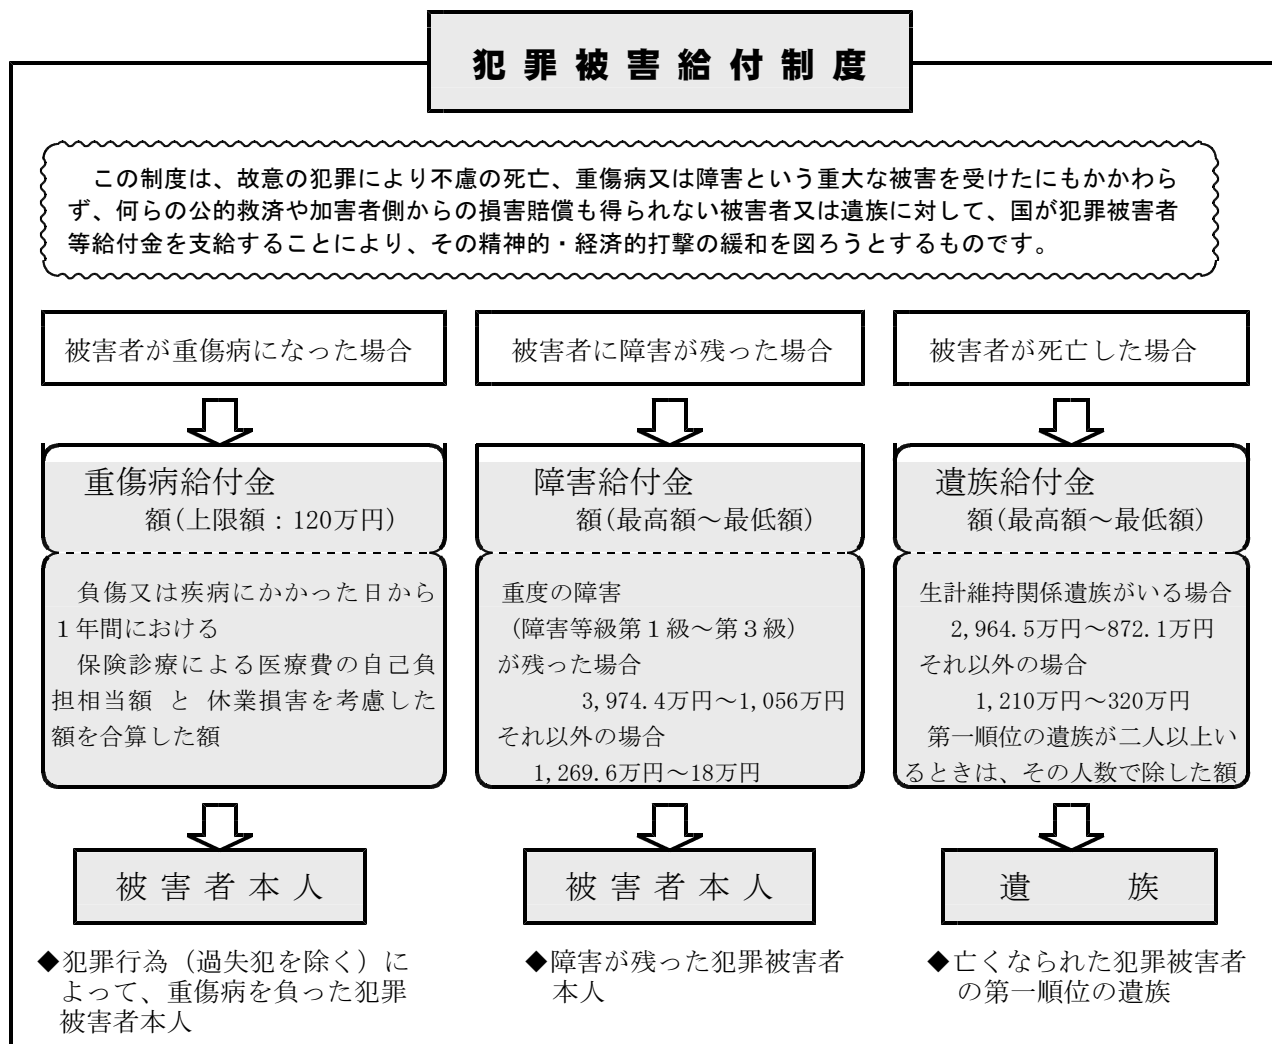 犯罪被害給付制度
この制度は、故意の犯罪により不慮の死亡、重傷病又は障害という重大な被害を受けたにもかかわら
ず、何らの公的救済や加害者側からの損害賠償も得られない被害者又は遺族に対して、国が犯罪被害者
等給付金を支給することにより、その精神的・経済的打撃の緩和を図ろうとするものです。
被害者が重傷病になった場合
重傷病給付金
額(上限額：120万円)
負傷又は疾病にかかった日から
１年間における
保険診療による医療費の自己負
担相当額 と 休業損害を考慮した
額を合算した額
被害者本人
◆犯罪行為（過失犯を除く）に
よって、重傷病を負った犯罪
被害者本人
被害者に障害が残った場合
障害給付金
額(最高額～最低額)
重度の障害
(障害等級第１級～第３級)
が残った場合
3,974.4万円～1,056万円
それ以外の場合
1,269.6万円～18万円
被害者本人
◆障害が残った犯罪被害者
本人
被害者が死亡した場合
遺族給付金
額(最高額～最低額)
生計維持関係遺族がいる場合
2,964.5万円～872.1万円
それ以外の場合
1,210万円～320万円
第一順位の遺族が二人以上い
るときは、その人数で除した額
遺　　族
◆亡くなられた犯罪被害者
の第一順位の遺族